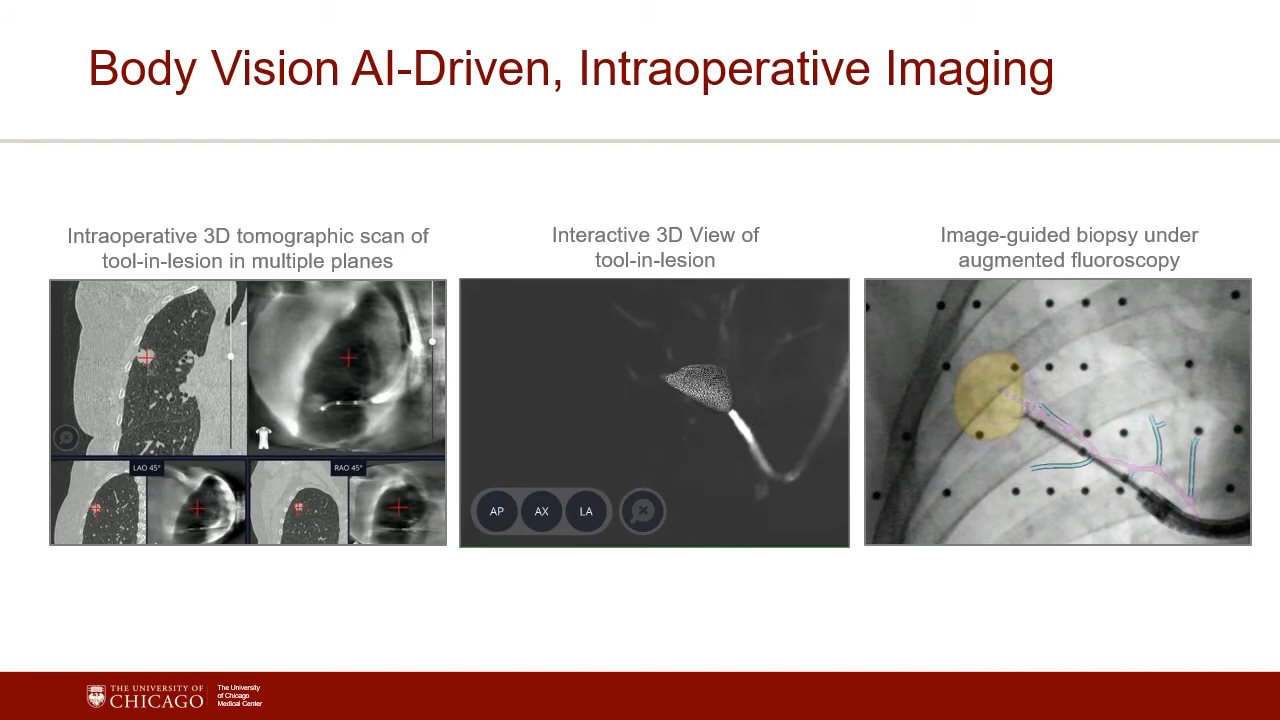 Body Vision AI-Driven, Intraoperative Imaging
Intraoperative 3D tomographic scan of
tool-in-lesion in multiple planes
Interactive 3D View of
tool-in-lesion
Image-guided biopsy under
augmented fluoroscopy
LAO 45°
RAO 45°
AP
AX
LA
THE UNIVERSITY OF
CHICAGO
The University
of Chicago
Medical Center